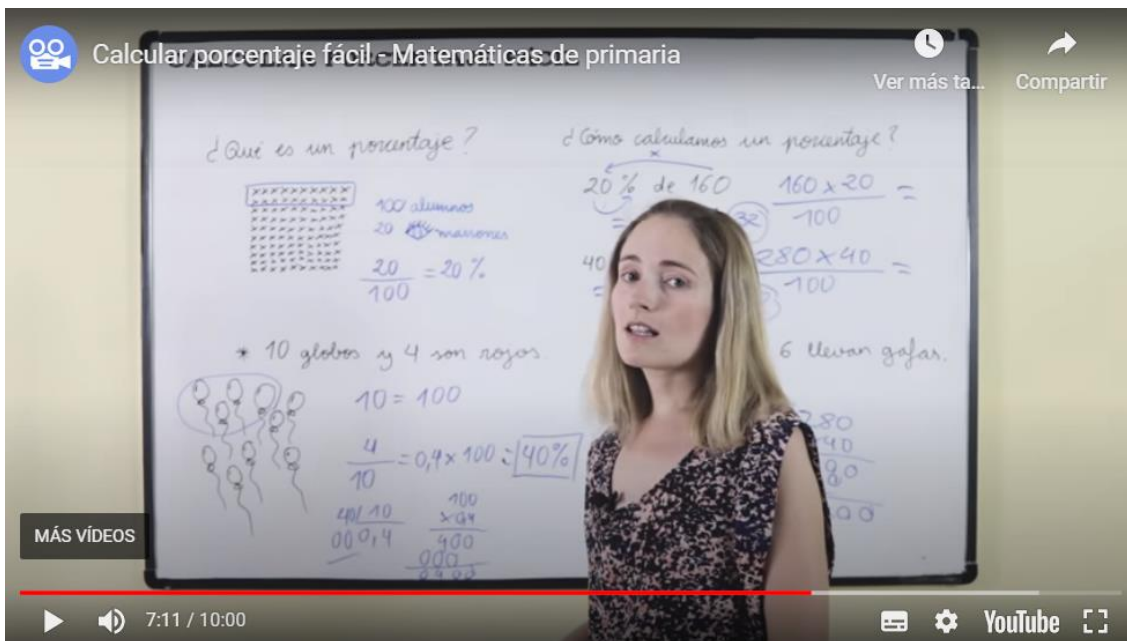 Calcular porcentaje fácil - Matemáticas de primaria
Ver más ta...
Compartir
¿Qué es un porcentaje?
100 alumnos
20 marrones
20/100 = 20 %
¿Cómo calculamos un porcentaje?
x
20 % de 160
=
32
160 x 20 / 100 =
40
=
280 x 40 / 100 =
* 10 globos y 4 son rojos.
10 = 100
4/10 = 0,4 x 100 = 40%
40 10
00 0,4
100
400
000
6 llevan gafas.
280
MÁS VÍDEOS
7:11 / 10:00
YouTube